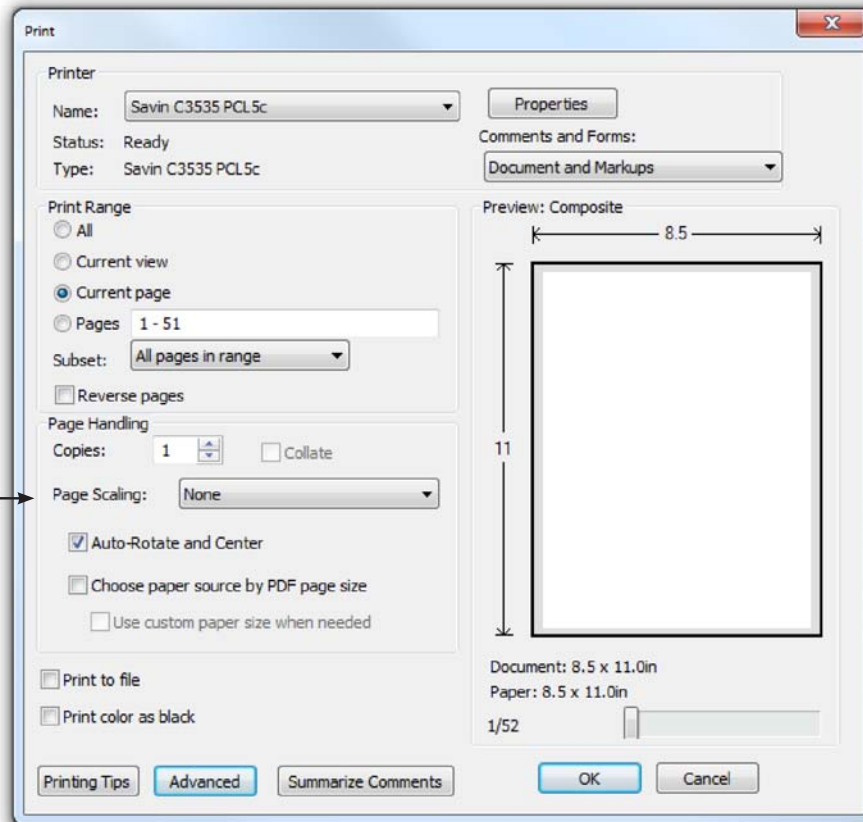 Print
Printer
Name: Savin C3535 PCL5c
Properties
Status: Ready
Comments and Forms:
Type: Savin C3535 PCL5c
Document and Markups
Print Range
All
Current view
Current page
Pages 1 - 51
Subset: All pages in range
Reverse pages
Page Handling
Copies: 1 Collate
Page Scaling: None
Auto-Rotate and Center
Choose paper source by PDF page size
Use custom paper size when needed
Print to file
Print color as black
Preview: Composite
8.5
11
Document: 8.5 x 11.0in
Paper: 8.5 x 11.0in
1/52
Printing Tips Advanced Summarize Comments OK Cancel